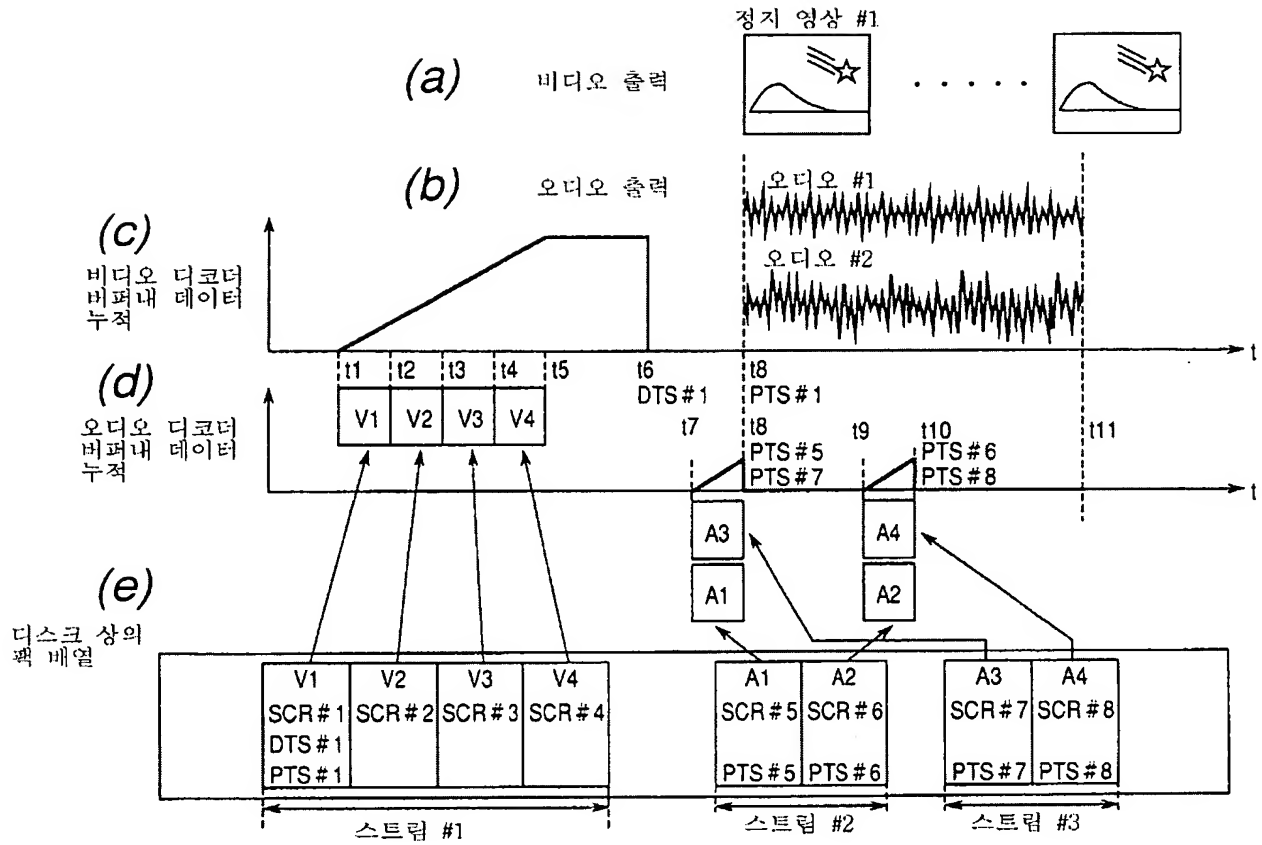 정지 영상 #1
(a)
비디오 출력
(b)
오디오 출력
오디오 #1
오디오 #2
(c)
비디오 디코더
버퍼내 데이터
누적
t
t1 t2 t3 t4 t5 t6 t8
DTS#1 PTS#1
(d)
V1 V2 V3 V4
오디오 디코더
버퍼내 데이터
누적
t7 t8 t9 t10 t11
PTS#5 PTS#6
PTS#7 PTS#8
t
A3 A4
A1 A2
(e)
디스크 상의
팩 배열
V1 V2 V3 V4 A1 A2 A3 A4
SCR#1 SCR#2 SCR#3 SCR#4 SCR#5 SCR#6 SCR#7 SCR#8
DTS#1
PTS#1 PTS#5 PTS#6 PTS#7 PTS#8
스트림 #1 스트림 #2 스트림 #3